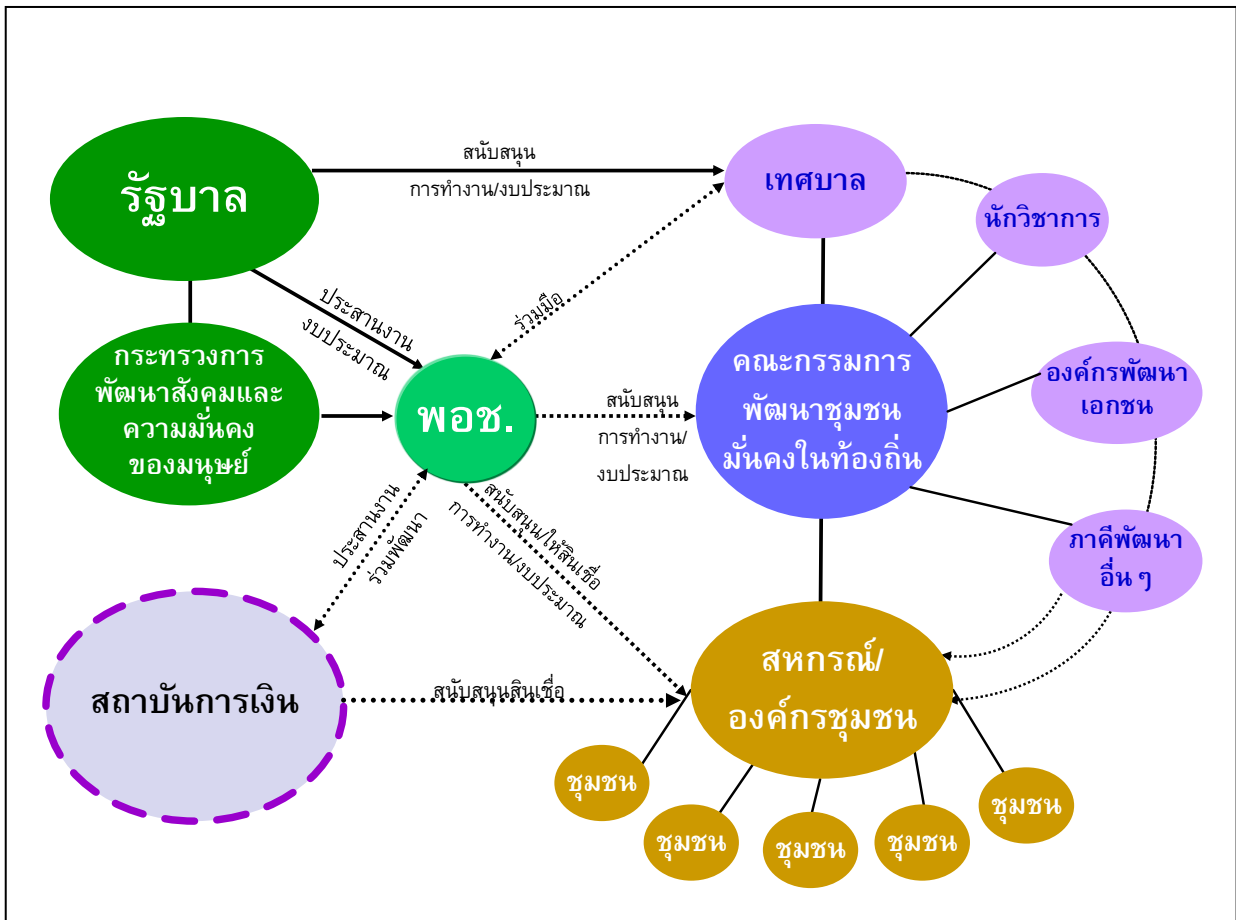 สนับสนุน
การทำงาน/งบประมาณ
รัฐบาล
เทศบาล
นักวิชาการ
ประสานงาน
งบประมาณ
ร่วมมือ
กระทรวงการ
พัฒนาสังคมและ
ความมั่นคง
ของมนุษย์
พอช.
สนับสนุน
การทำงาน/
งบประมาณ
คณะกรรมการ
พัฒนาชุมชน
มั่นคงในท้องถิ่น
องค์กรพัฒนา
เอกชน
ภาคีพัฒนา
อื่น ๆ
ประสานงาน
ร่วมพัฒนา
สนับสนุน/ให้สินเชื่อ
การทำงาน/งบประมาณ
สถาบันการเงิน
สนับสนุนสินเชื่อ
สหกรณ์/
องค์กรชุมชน
ชุมชน
ชุมชน
ชุมชน
ชุมชน
ชุมชน